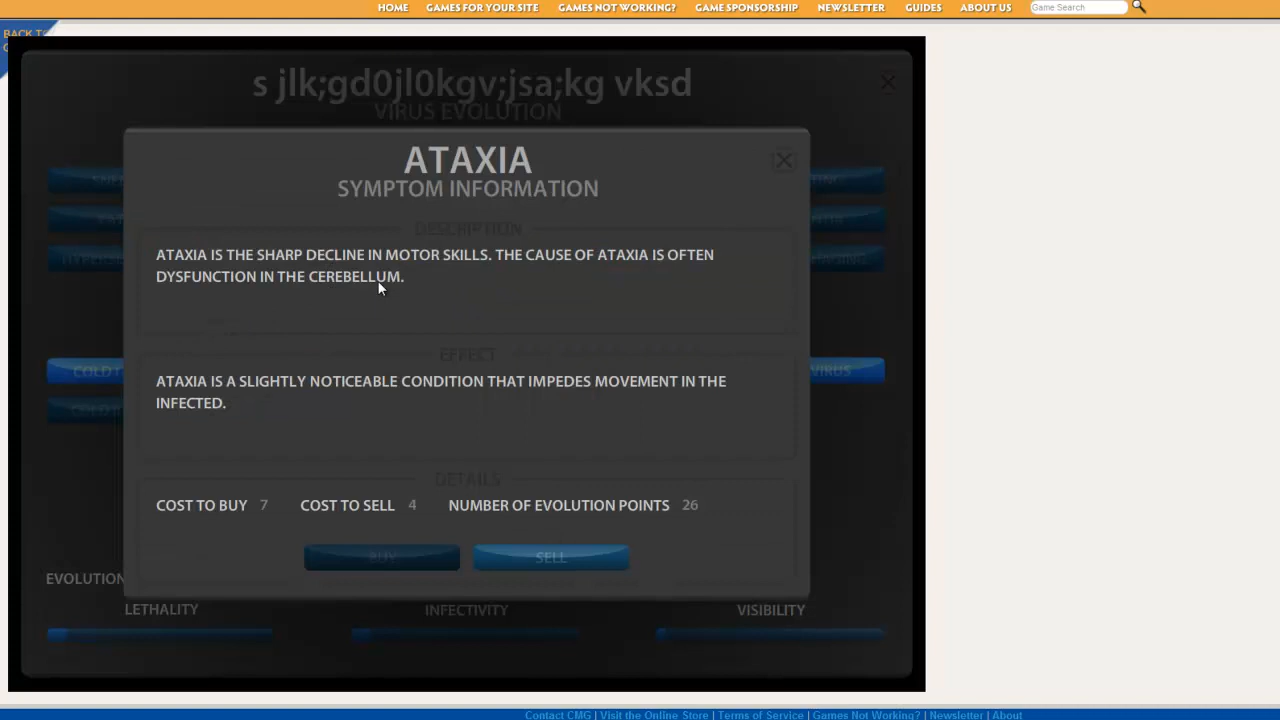 HOME GAMES FOR YOUR SITE GAMES NOT WORKING? GAME SPONSORSHIP NEWSLETTER GUIDES ABOUT US Game Search
BACK T
s jlk;gd0jl0kgv;jsa;kg vksd
VIRUS EVOLUTION
ATAXIA
SYMPTOM INFORMATION
DESCRIPTION
ATAXIA IS THE SHARP DECLINE IN MOTOR SKILLS. THE CAUSE OF ATAXIA IS OFTEN
DYSFUNCTION IN THE CEREBELLUM.
EFFECT
COLD VIRUS
ATAXIA IS A SLIGHTLY NOTICEABLE CONDITION THAT IMPEDES MOVEMENT IN THE
INFECTED.
COLD
DETAILS
COST TO BUY 7 COST TO SELL 4 NUMBER OF EVOLUTION POINTS 26
BUY SELL
EVOLUTION
LETHALITY INFECTIVITY VISIBILITY
Contact CMG | Visit the Online Store | Terms of Service | Games Not Working? | Newsletter | About